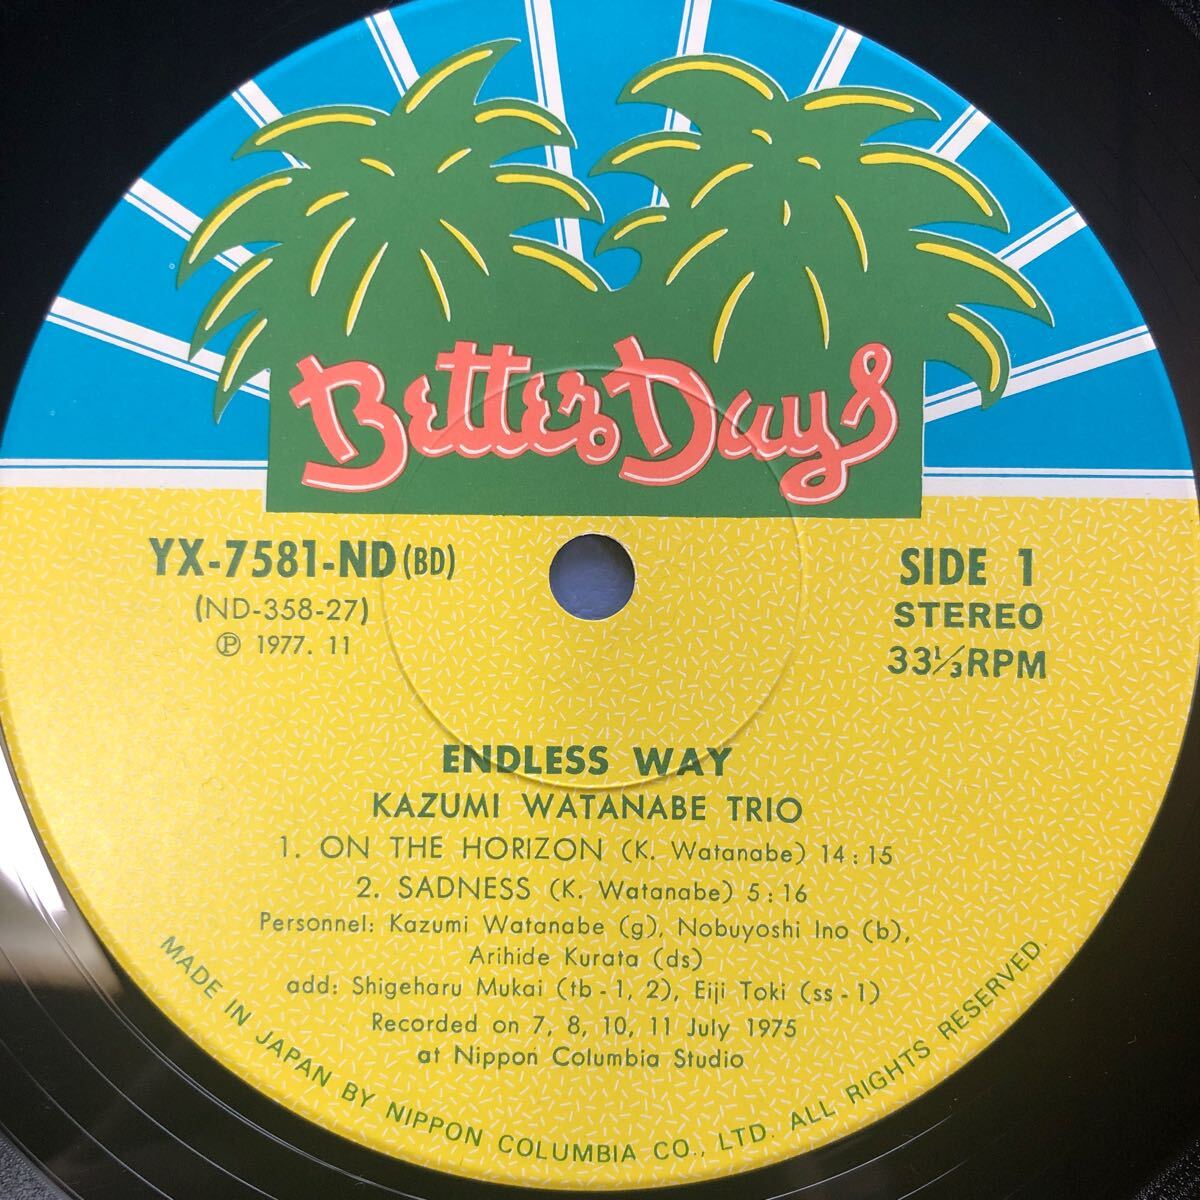 Better Days
YX-7581-ND (BD)
(ND-358-27)
Ⓟ 1977. 11
SIDE 1
STEREO
33⅓RPM
ENDLESS WAY
KAZUMI WATANABE TRIO
1. ON THE HORIZON (K. Watanabe) 14:15
2. SADNESS (K. Watanabe) 5:16
Personnel: Kazumi Watanabe (g), Nobuyoshi Ino (b),
Arihide Kurata (ds)
add: Shigeharu Mukai (tb-1, 2), Eiji Toki (ss-1)
Recorded on 7, 8, 10, 11 July 1975
at Nippon Columbia Studio
MADE IN JAPAN BY NIPPON COLUMBIA CO., LTD. ALL RIGHTS RESERVED.